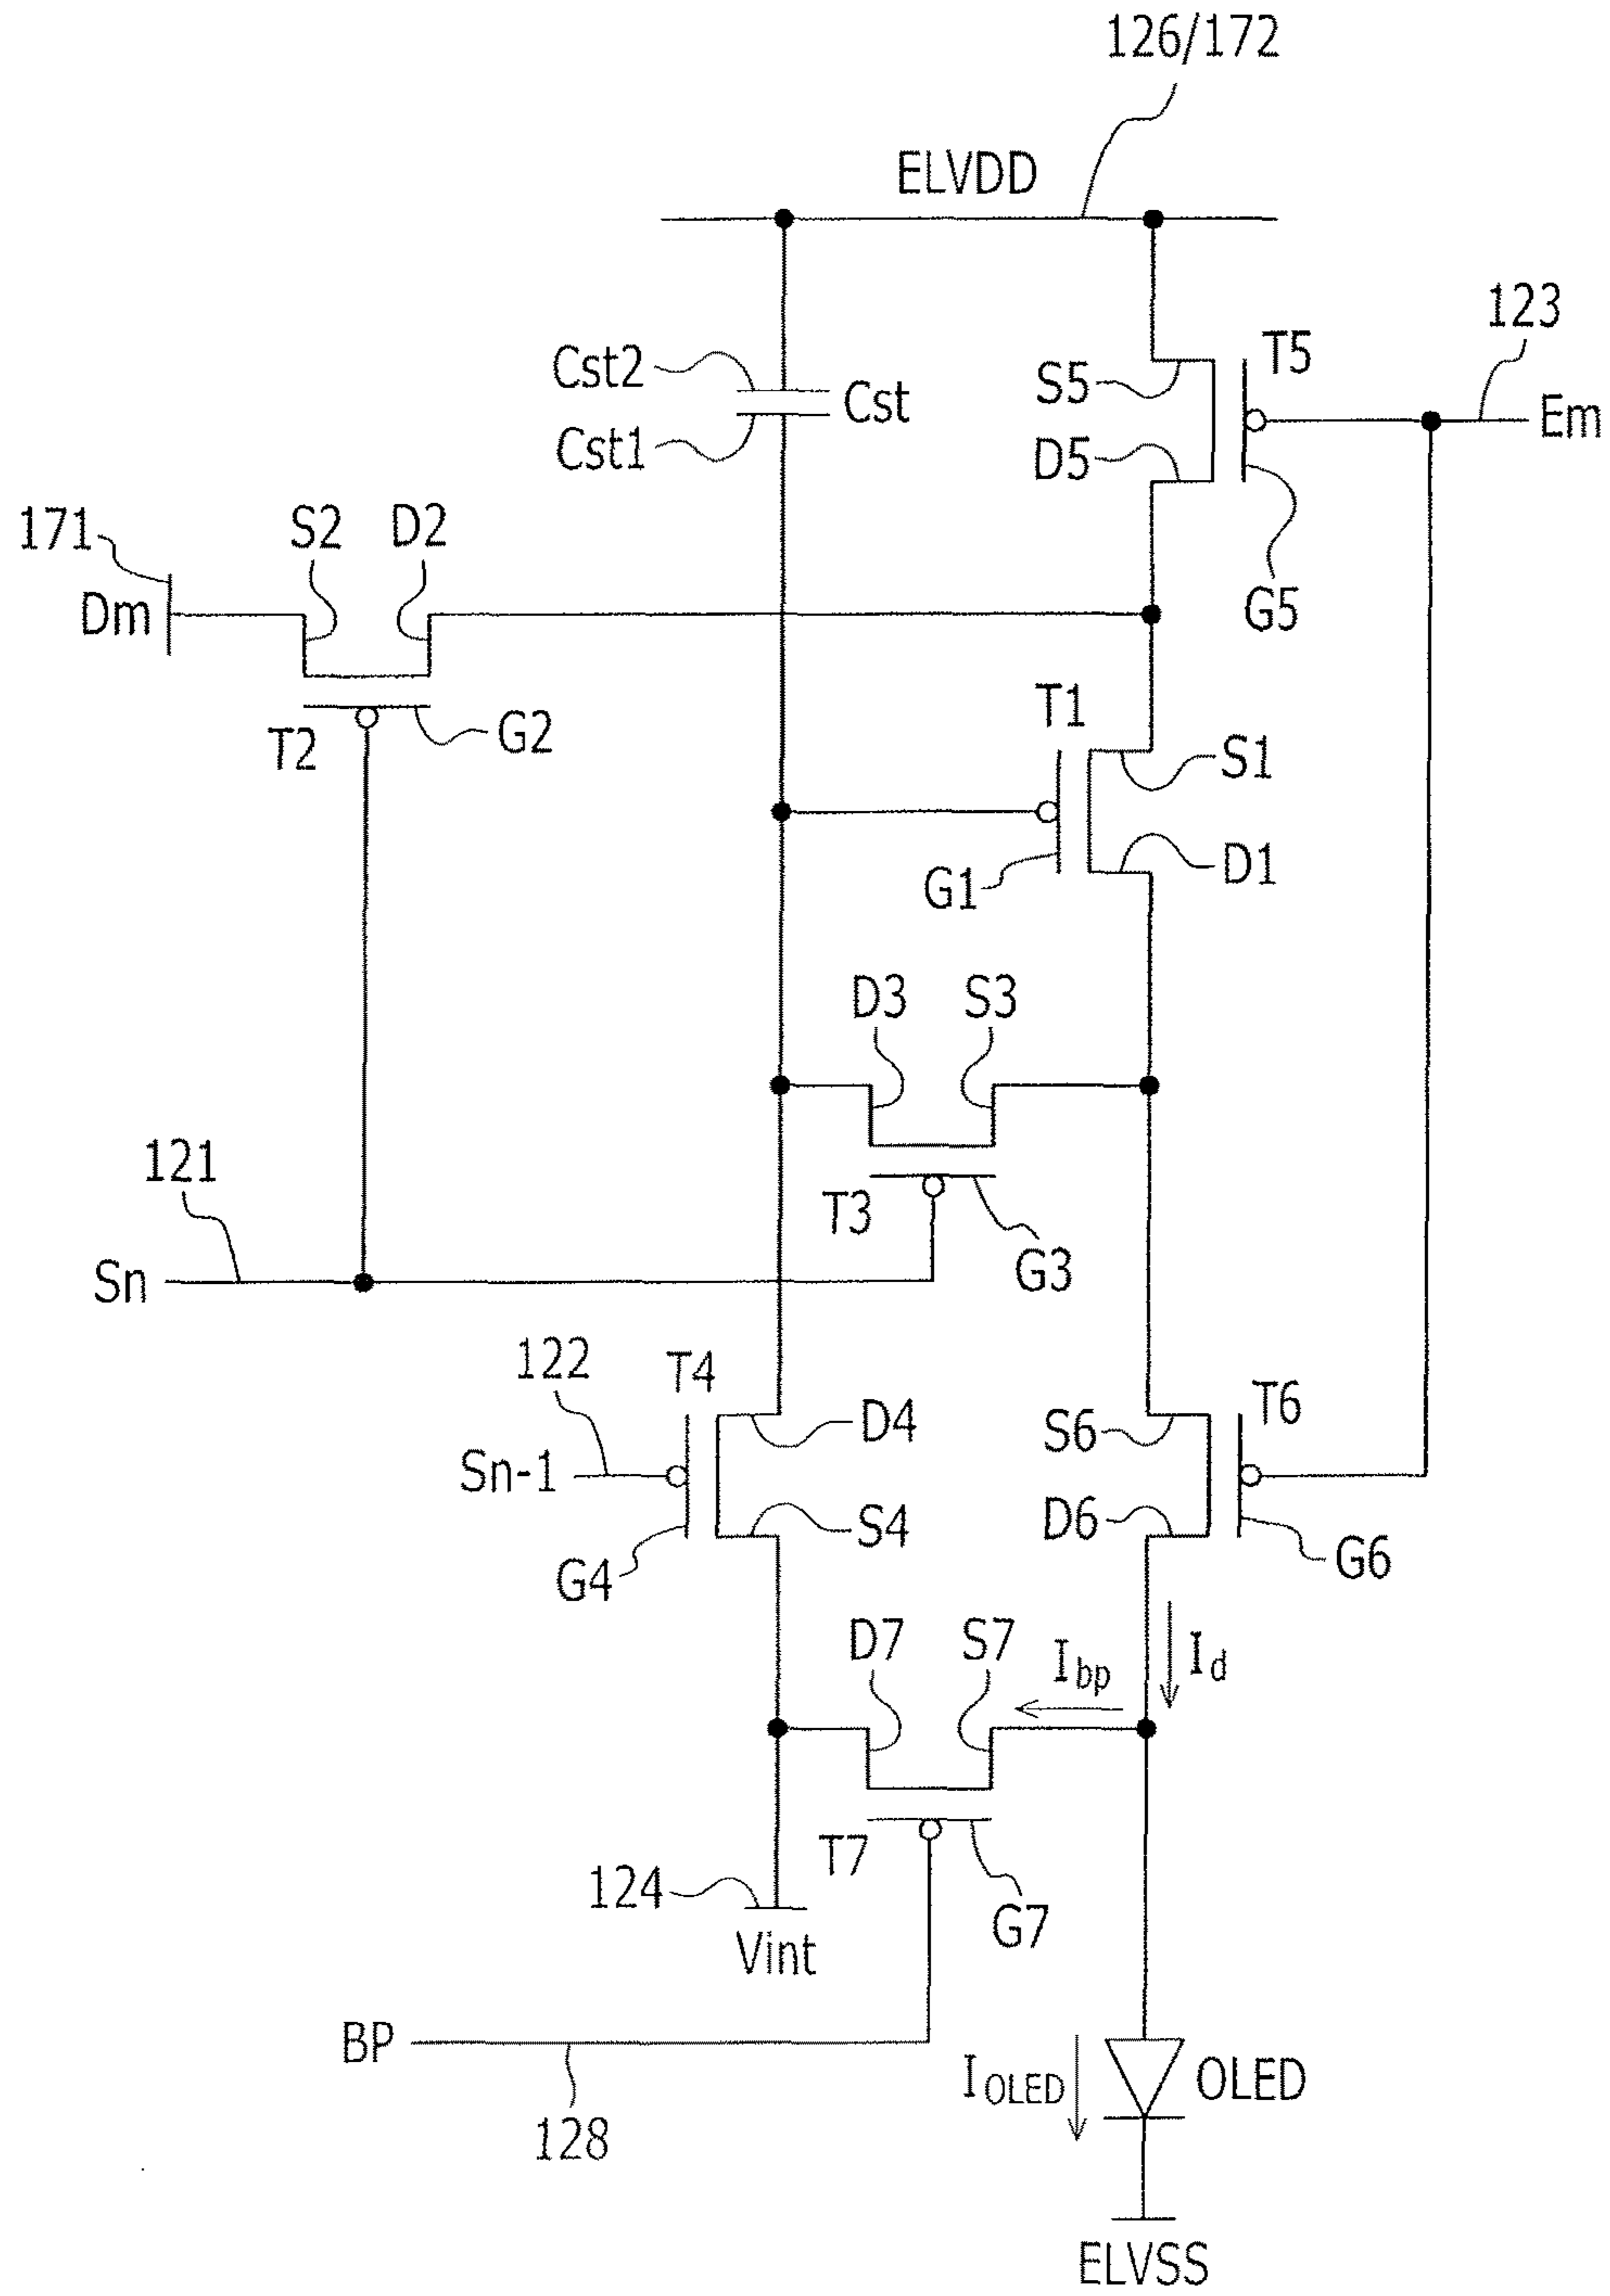 126/172
ELVDD
123
Cst2
Cst
Cst1
S5
T5
D5
Em
G5
171
S2
D2
Dm
T2
G2
T1
S1
G1
D1
D3
S3
121
T3
G3
Sn
122
T4
D4
S6
T6
Sn-1
S4
D6
G4
G6
D7
S7
Ibp
Id
T7
124
G7
Vint
BP
IOLED
OLED
128
ELVSS